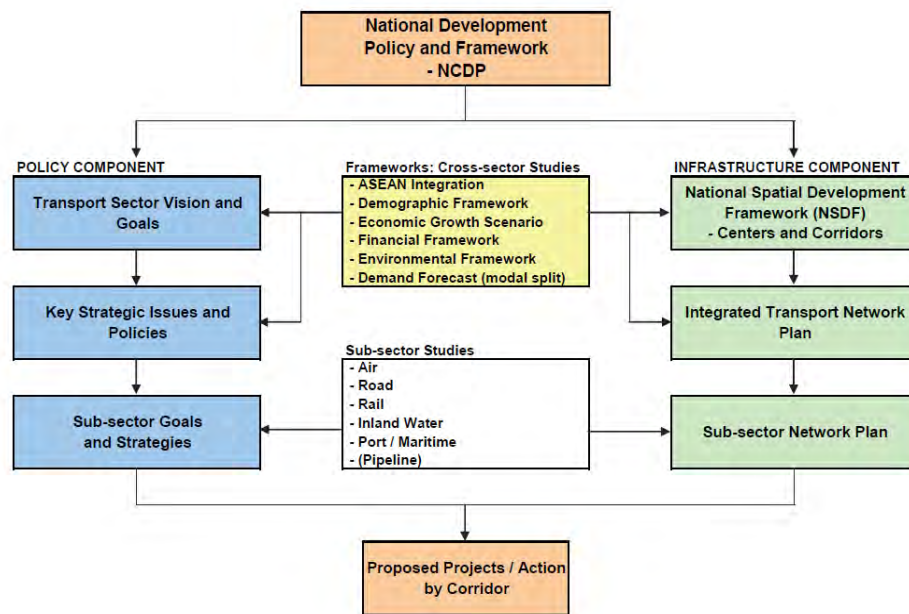 National Development
Policy and Framework
- NCDP
POLICY COMPONENT
Transport Sector Vision and
Goals
Key Strategic Issues and
Policies
Sub-sector Goals
and Strategies
Frameworks: Cross-sector Studies
- ASEAN Integration
- Demographic Framework
- Economic Growth Scenario
- Financial Framework
- Environmental Framework
- Demand Forecast (modal split)
Sub-sector Studies
- Air
- Road
- Rail
- Inland Water
- Port / Maritime
- (Pipeline)
INFRASTRUCTURE COMPONENT
National Spatial Development
Framework (NSDF)
- Centers and Corridors
Integrated Transport Network
Plan
Sub-sector Network Plan
Proposed Projects / Action
by Corridor